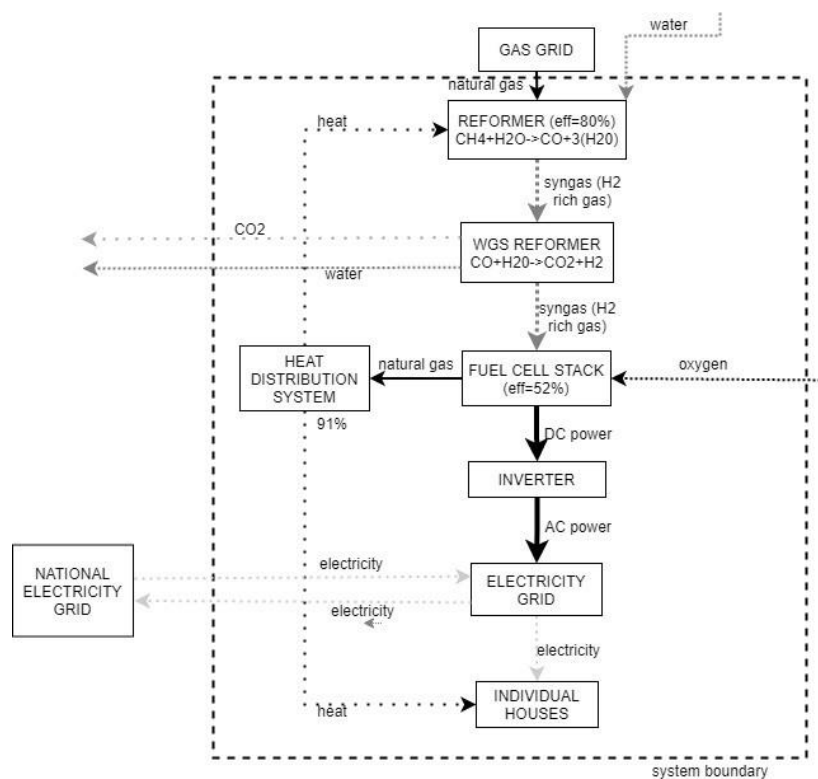 water
GAS GRID
natural gas
heat
REFORMER (eff=80%)
CH4+H2O->CO+3(H20)
syngas (H2
rich gas)
CO2
WGS REFORMER
CO+H20->CO2+H2
water
syngas (H2
rich gas)
HEAT
DISTRIBUTION
SYSTEM
natural gas
FUEL CELL STACK
(eff=52%)
oxygen
91%
DC power
INVERTER
AC power
NATIONAL
ELECTRICITY
GRID
electricity
ELECTRICITY
GRID
electricity
electricity
INDIVIDUAL
HOUSES
heat
system boundary